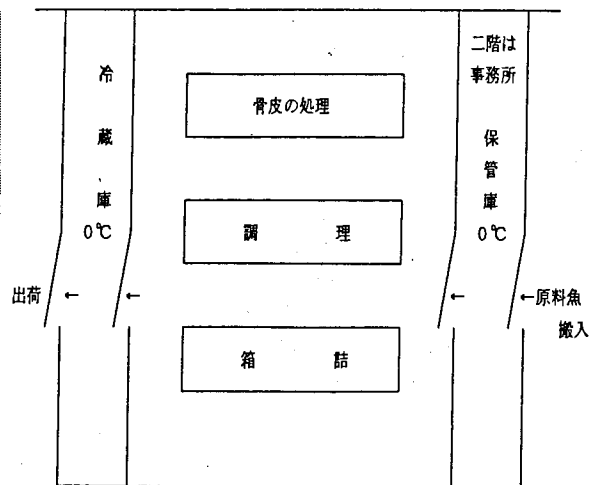 冷蔵庫
0℃
出荷
←
←
骨皮の処理
調理
箱詰
二階は
事務所
保管庫
0℃
←
←原料魚
搬入